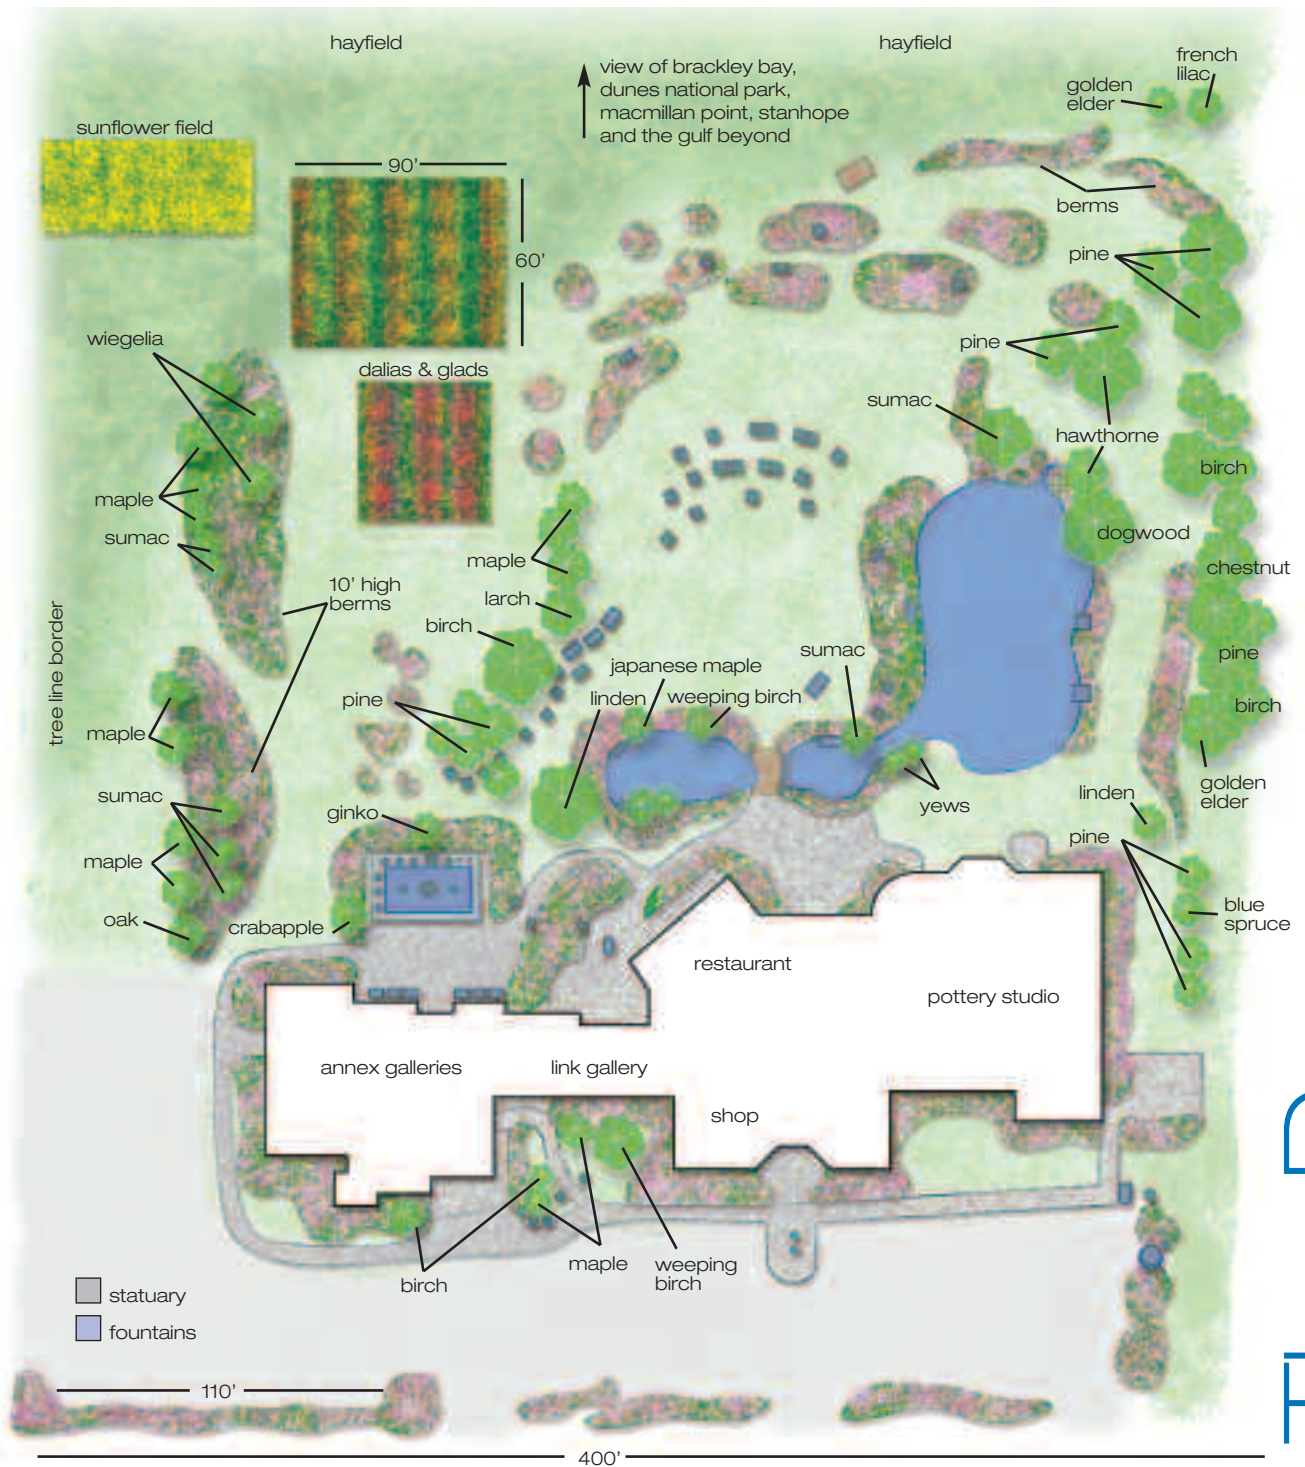 hayfield
hayfield
view of brackley bay,
dunes national park,
macmillan point, stanhope
and the gulf beyond
french
lilac
golden
elder
sunflower field
90'
60'
berms
pine
wiegelia
dalias & glads
pine
sumac
hawthorne
birch
maple
sumac
dogwood
maple
chestnut
10' high
berms
larch
birch
tree line border
japanese maple
sumac
pine
pine
linden
weeping birch
birch
maple
sumac
golden
elder
linden
yews
ginko
pine
maple
oak
crabapple
blue
spruce
restaurant
pottery studio
annex galleries
link gallery
shop
birch
maple
weeping
birch
statuary
fountains
110'
400'